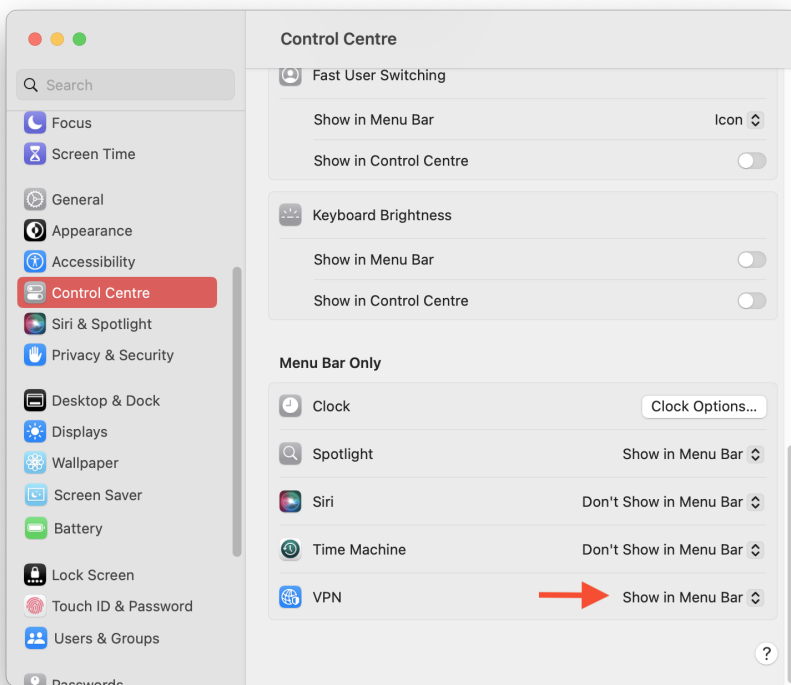 Control Centre
Search
Focus
Screen Time
General
Appearance
Accessibility
Control Centre
Siri & Spotlight
Privacy & Security
Desktop & Dock
Displays
Wallpaper
Screen Saver
Battery
Lock Screen
Touch ID & Password
Users & Groups
Passwords
Fast User Switching
Show in Menu Bar Icon
Show in Control Centre
Keyboard Brightness
Show in Menu Bar
Show in Control Centre
Menu Bar Only
Clock Clock Options...
Spotlight Show in Menu Bar
Siri Don't Show in Menu Bar
Time Machine Don't Show in Menu Bar
VPN Show in Menu Bar
?